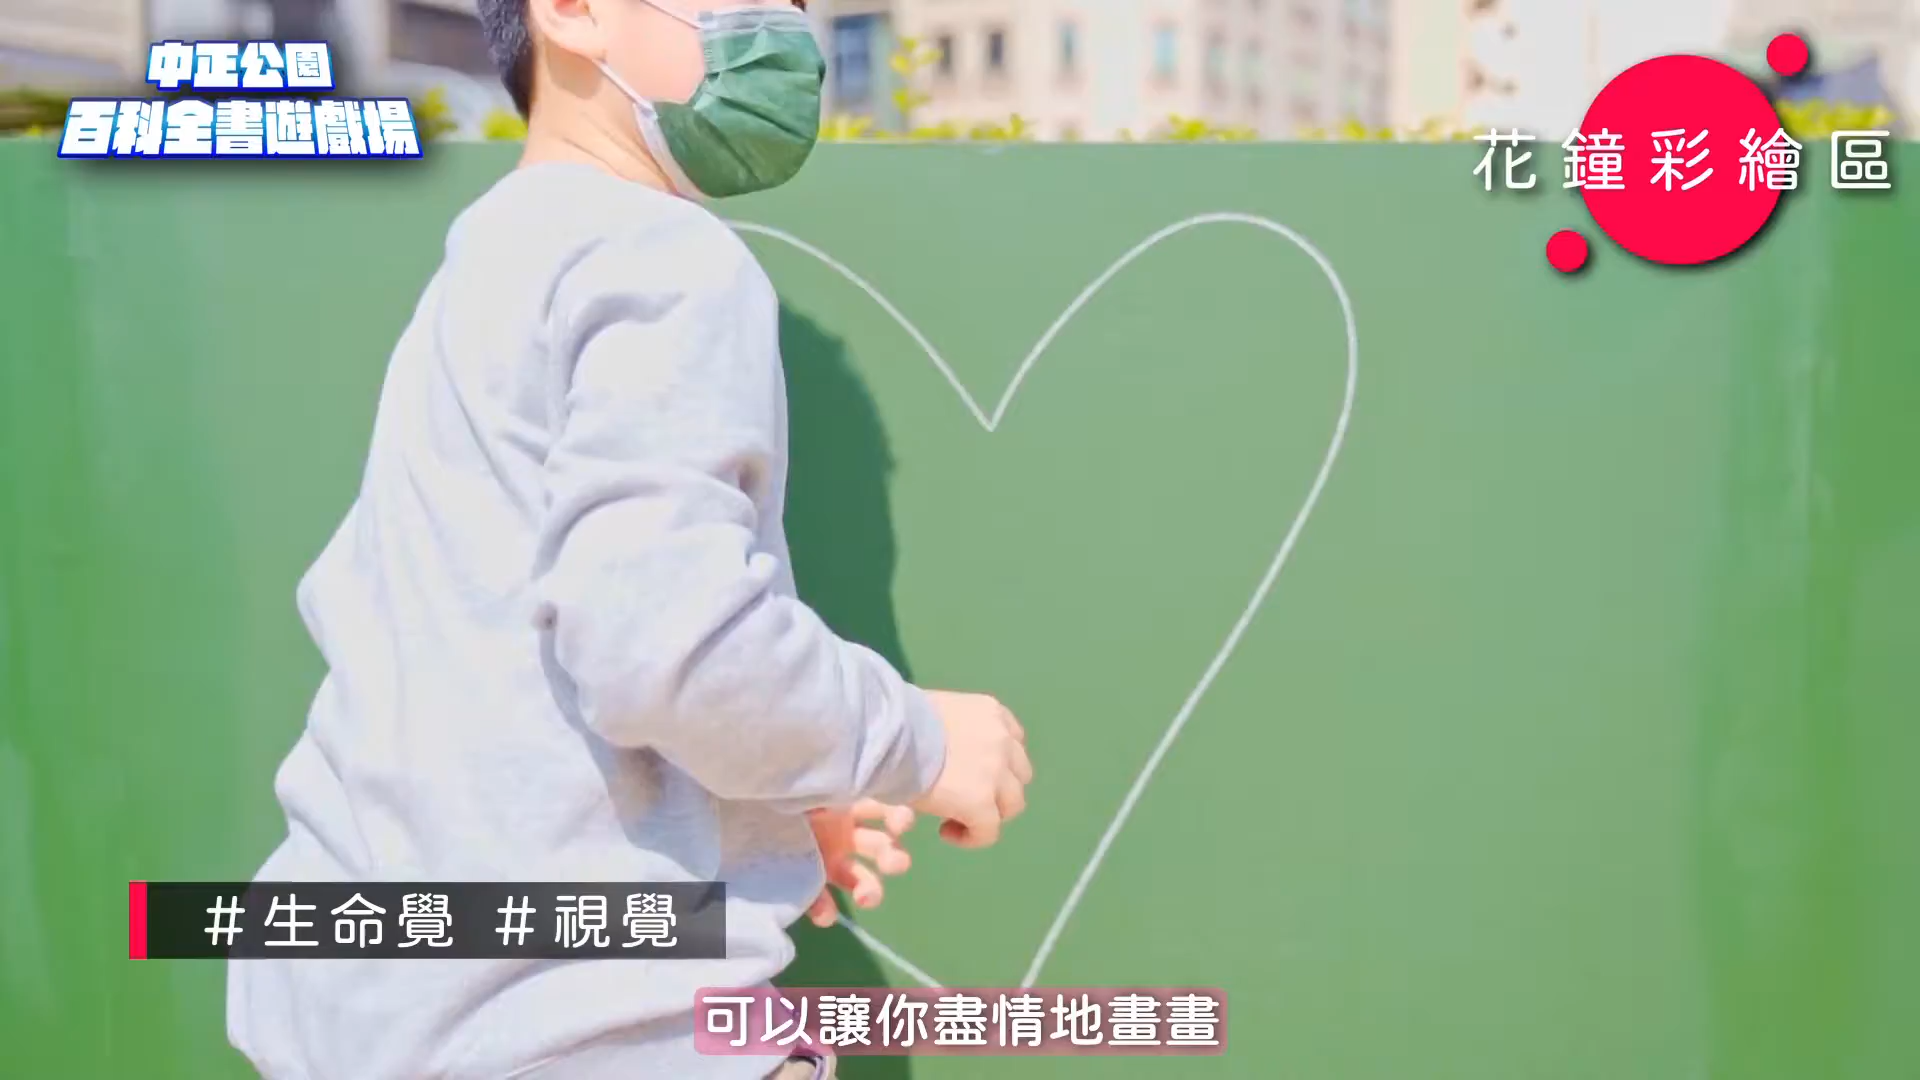 中正公園
百科全書遊戲場
花鐘彩繪區
#生命覺 #視覺
可以讓你盡情地畫畫